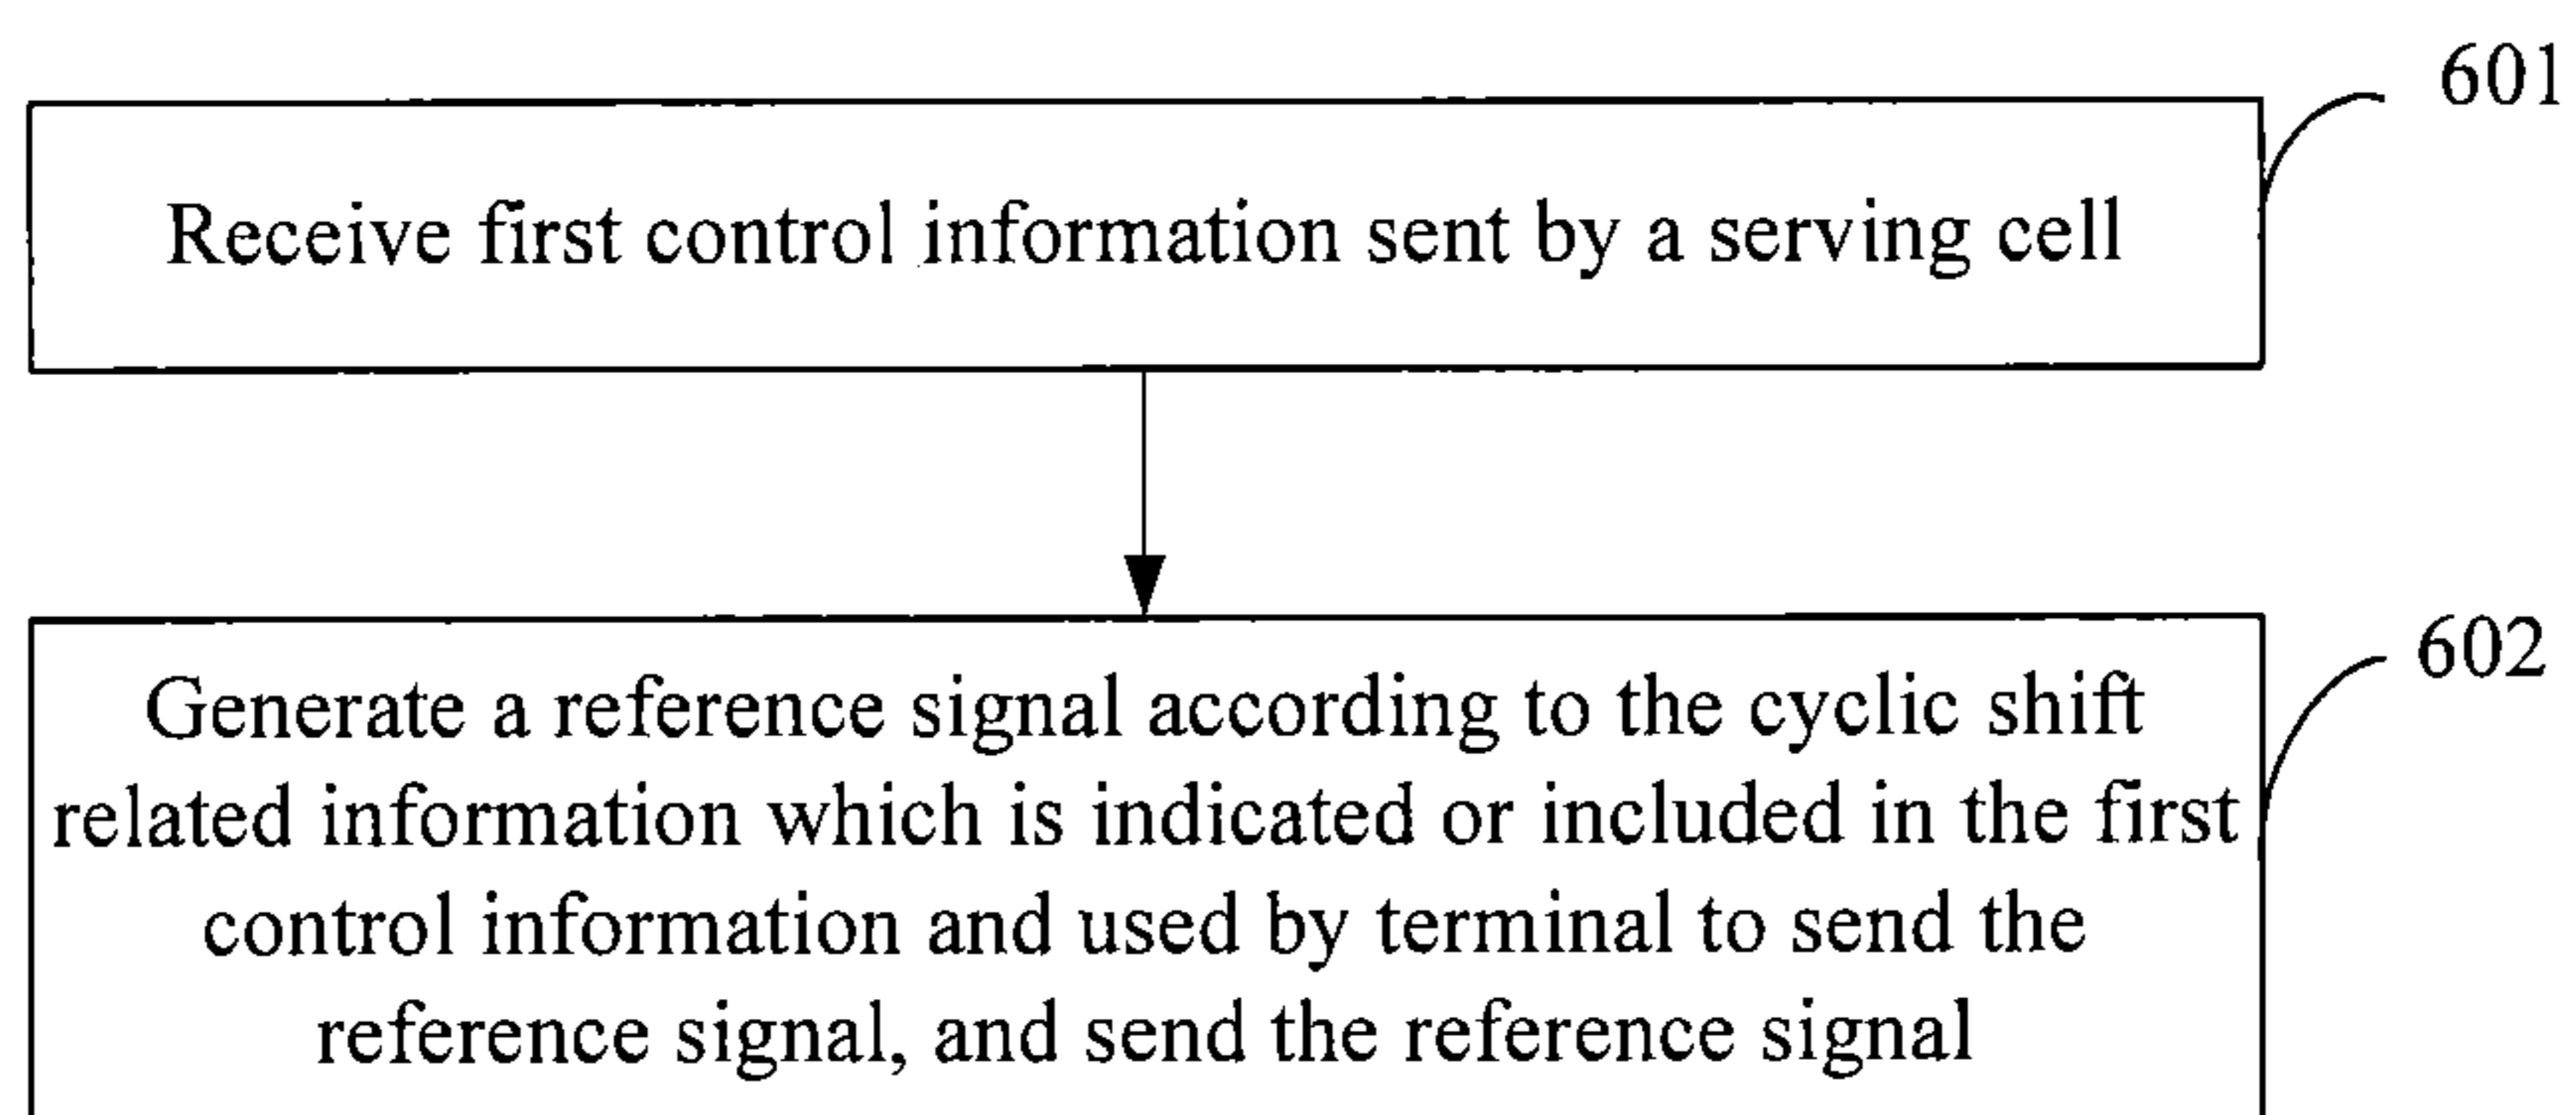 601
Receive first control information sent by a serving cell
602
Generate a reference signal according to the cyclic shift
related information which is indicated or included in the first
control information and used by terminal to send the
reference signal, and send the reference signal